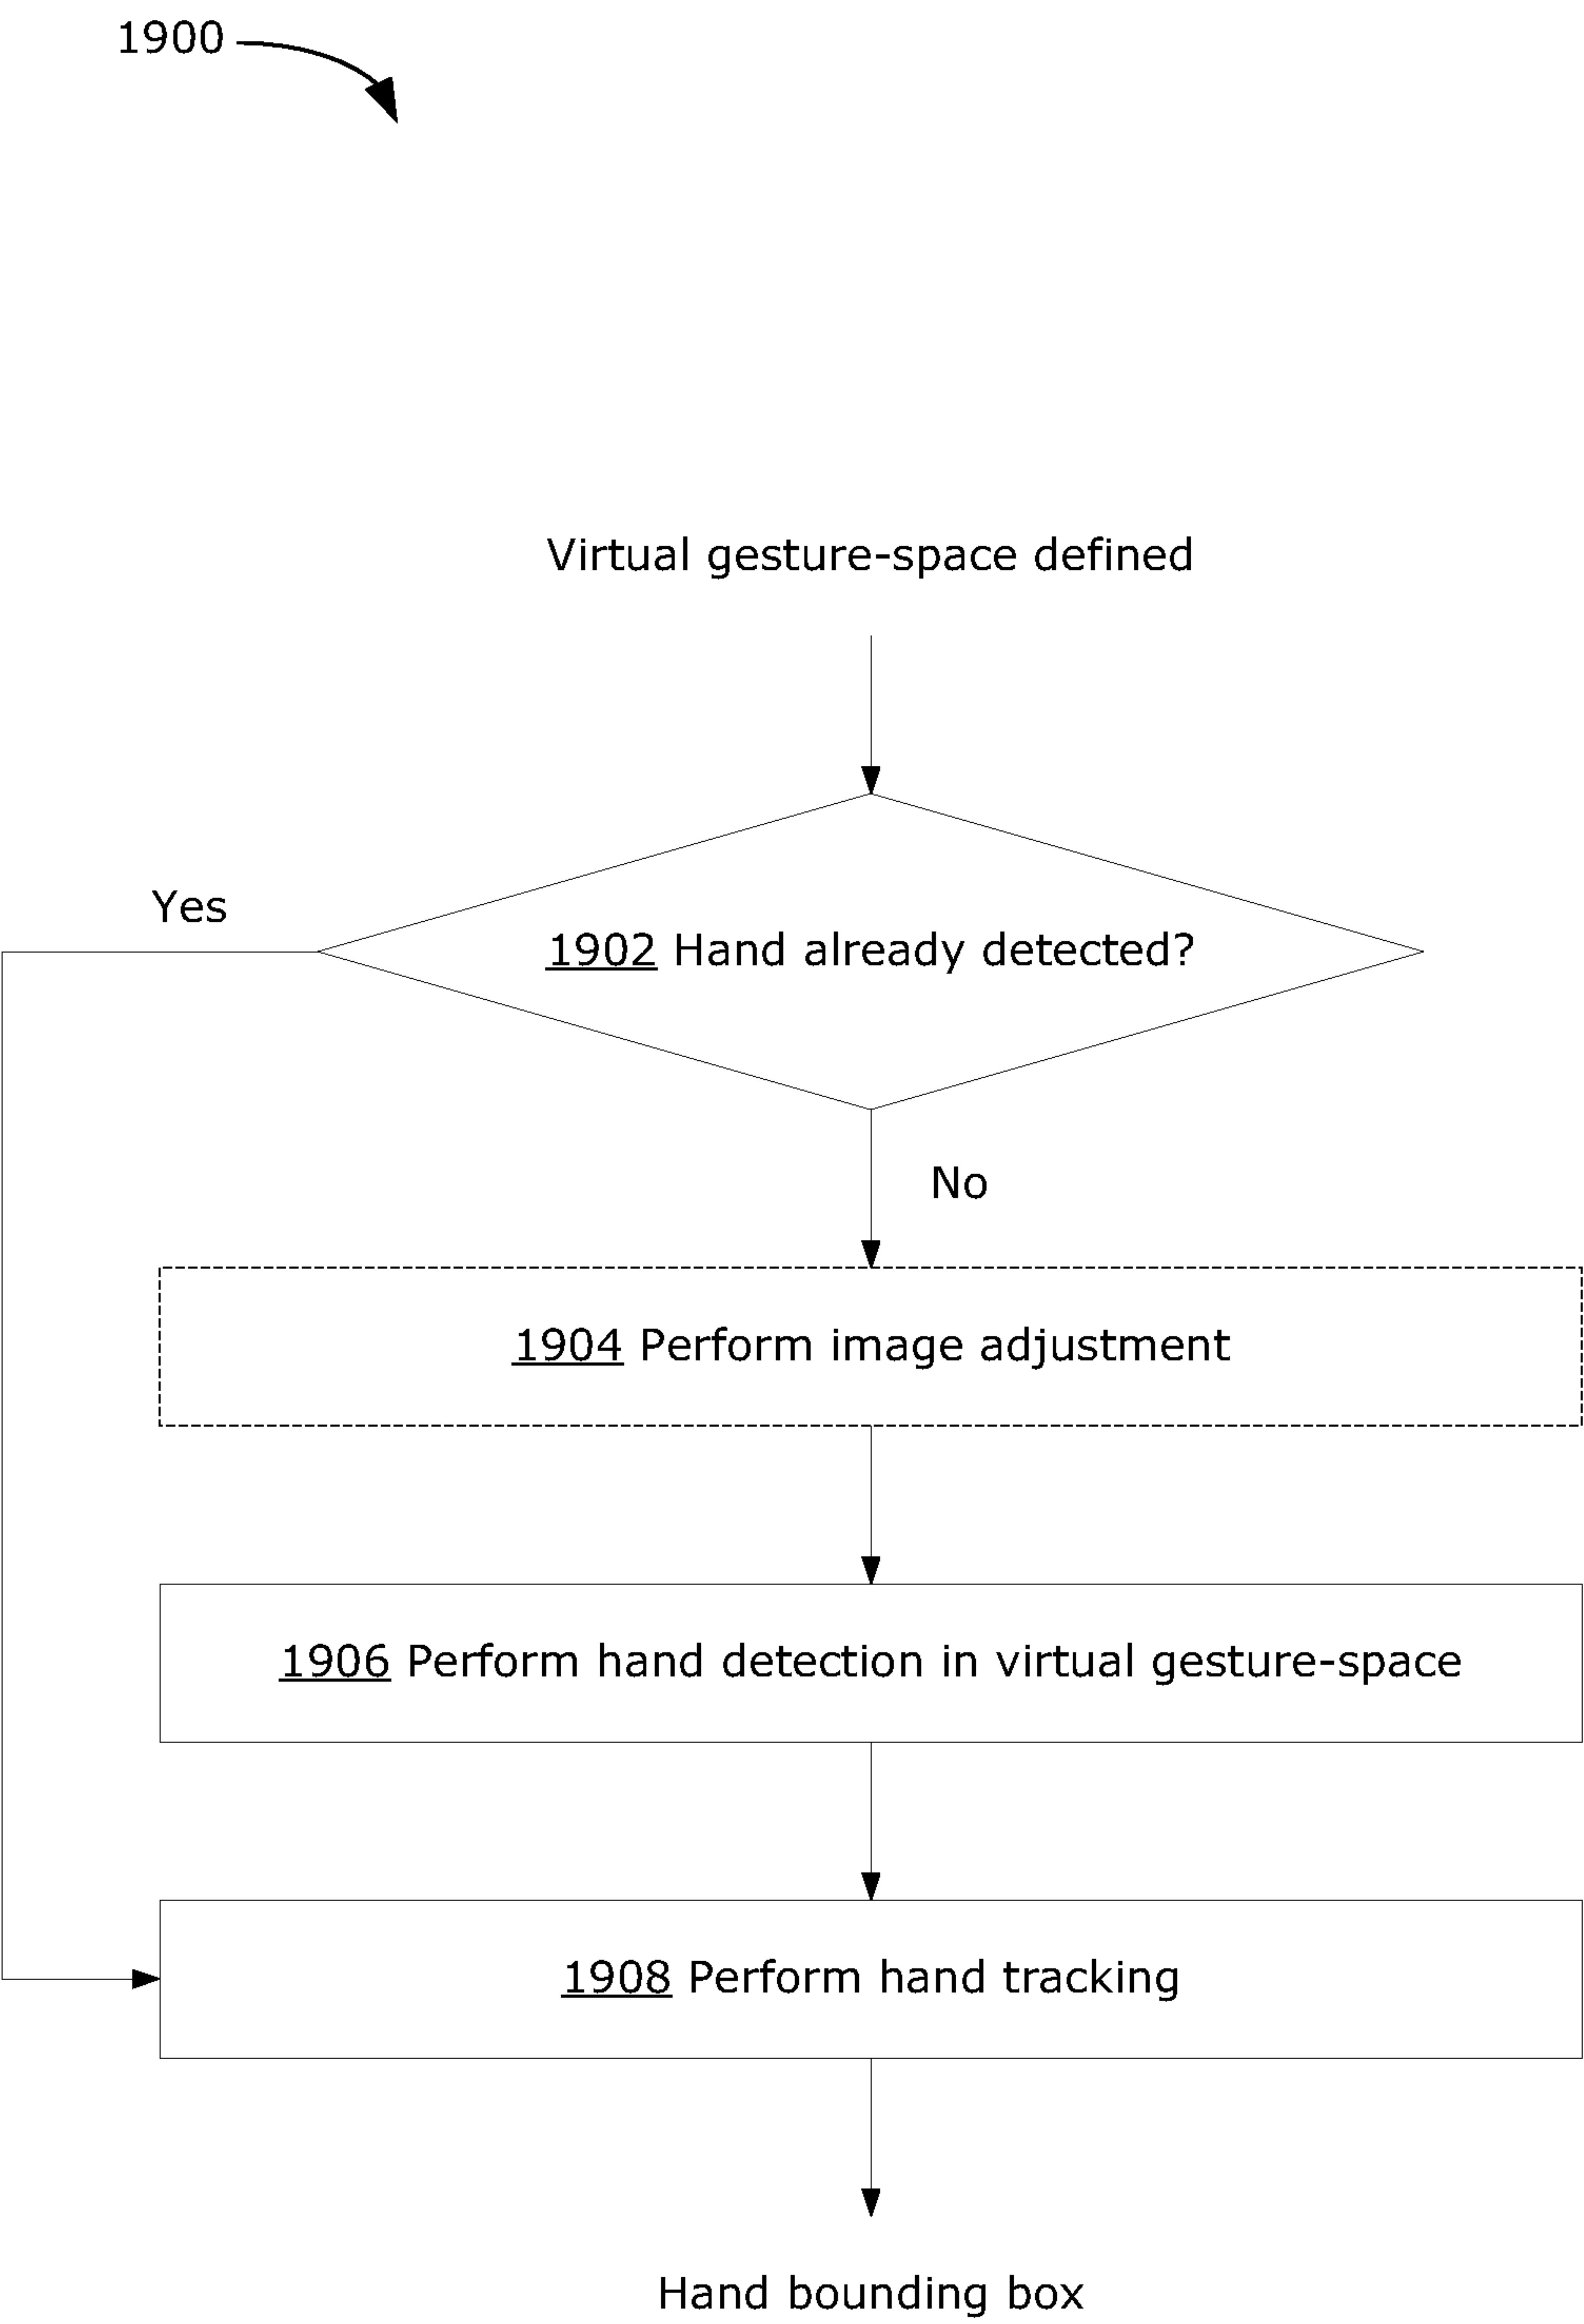 1900
Virtual gesture-space defined
Yes
1902 Hand already detected?
No
1904 Perform image adjustment
1906 Perform hand detection in virtual gesture-space
1908 Perform hand tracking
Hand bounding box